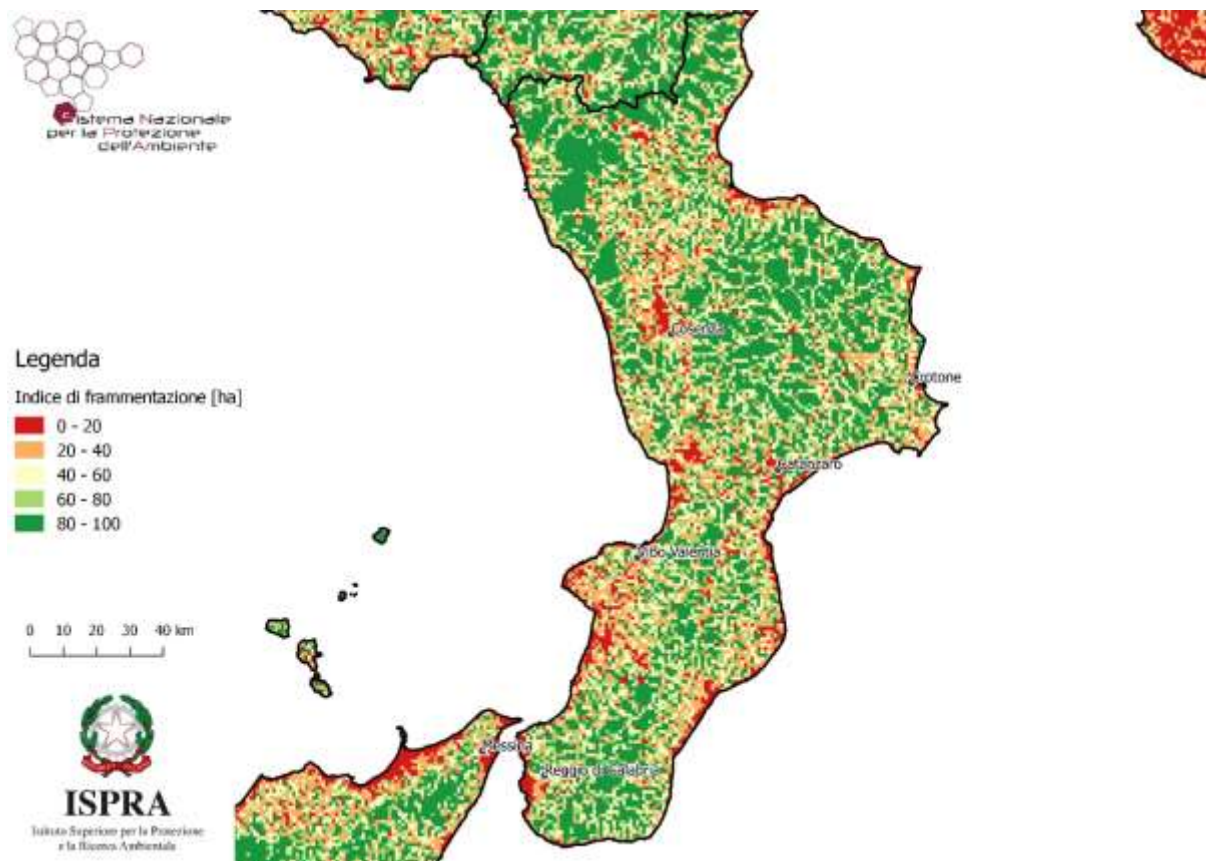 Sistema Nazionale
per la Protezione
dell'Ambiente
Legenda
Indice di frammentazione [ha]
0 - 20
20 - 40
40 - 60
60 - 80
80 - 100
0 10 20 30 40 km
ISPRA
Istituto Superiore per la Protezione
e la Ricerca Ambientale
Cosenza
Crotone
Catanzaro
Vibo Valentia
Messina
Reggio di Calabria